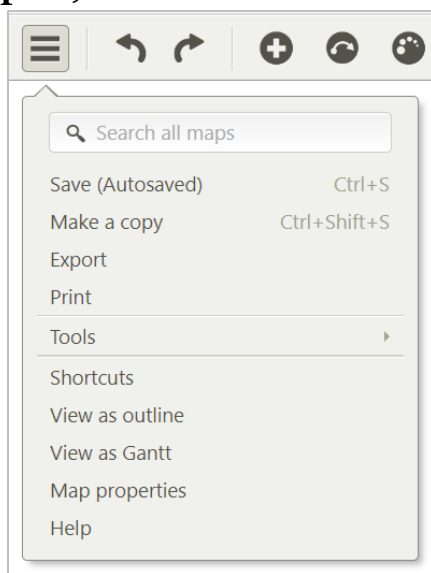 Search all maps
Save (Autosaved) Ctrl+S
Make a copy Ctrl+Shift+S
Export
Print
Tools
Shortcuts
View as outline
View as Gantt
Map properties
Help